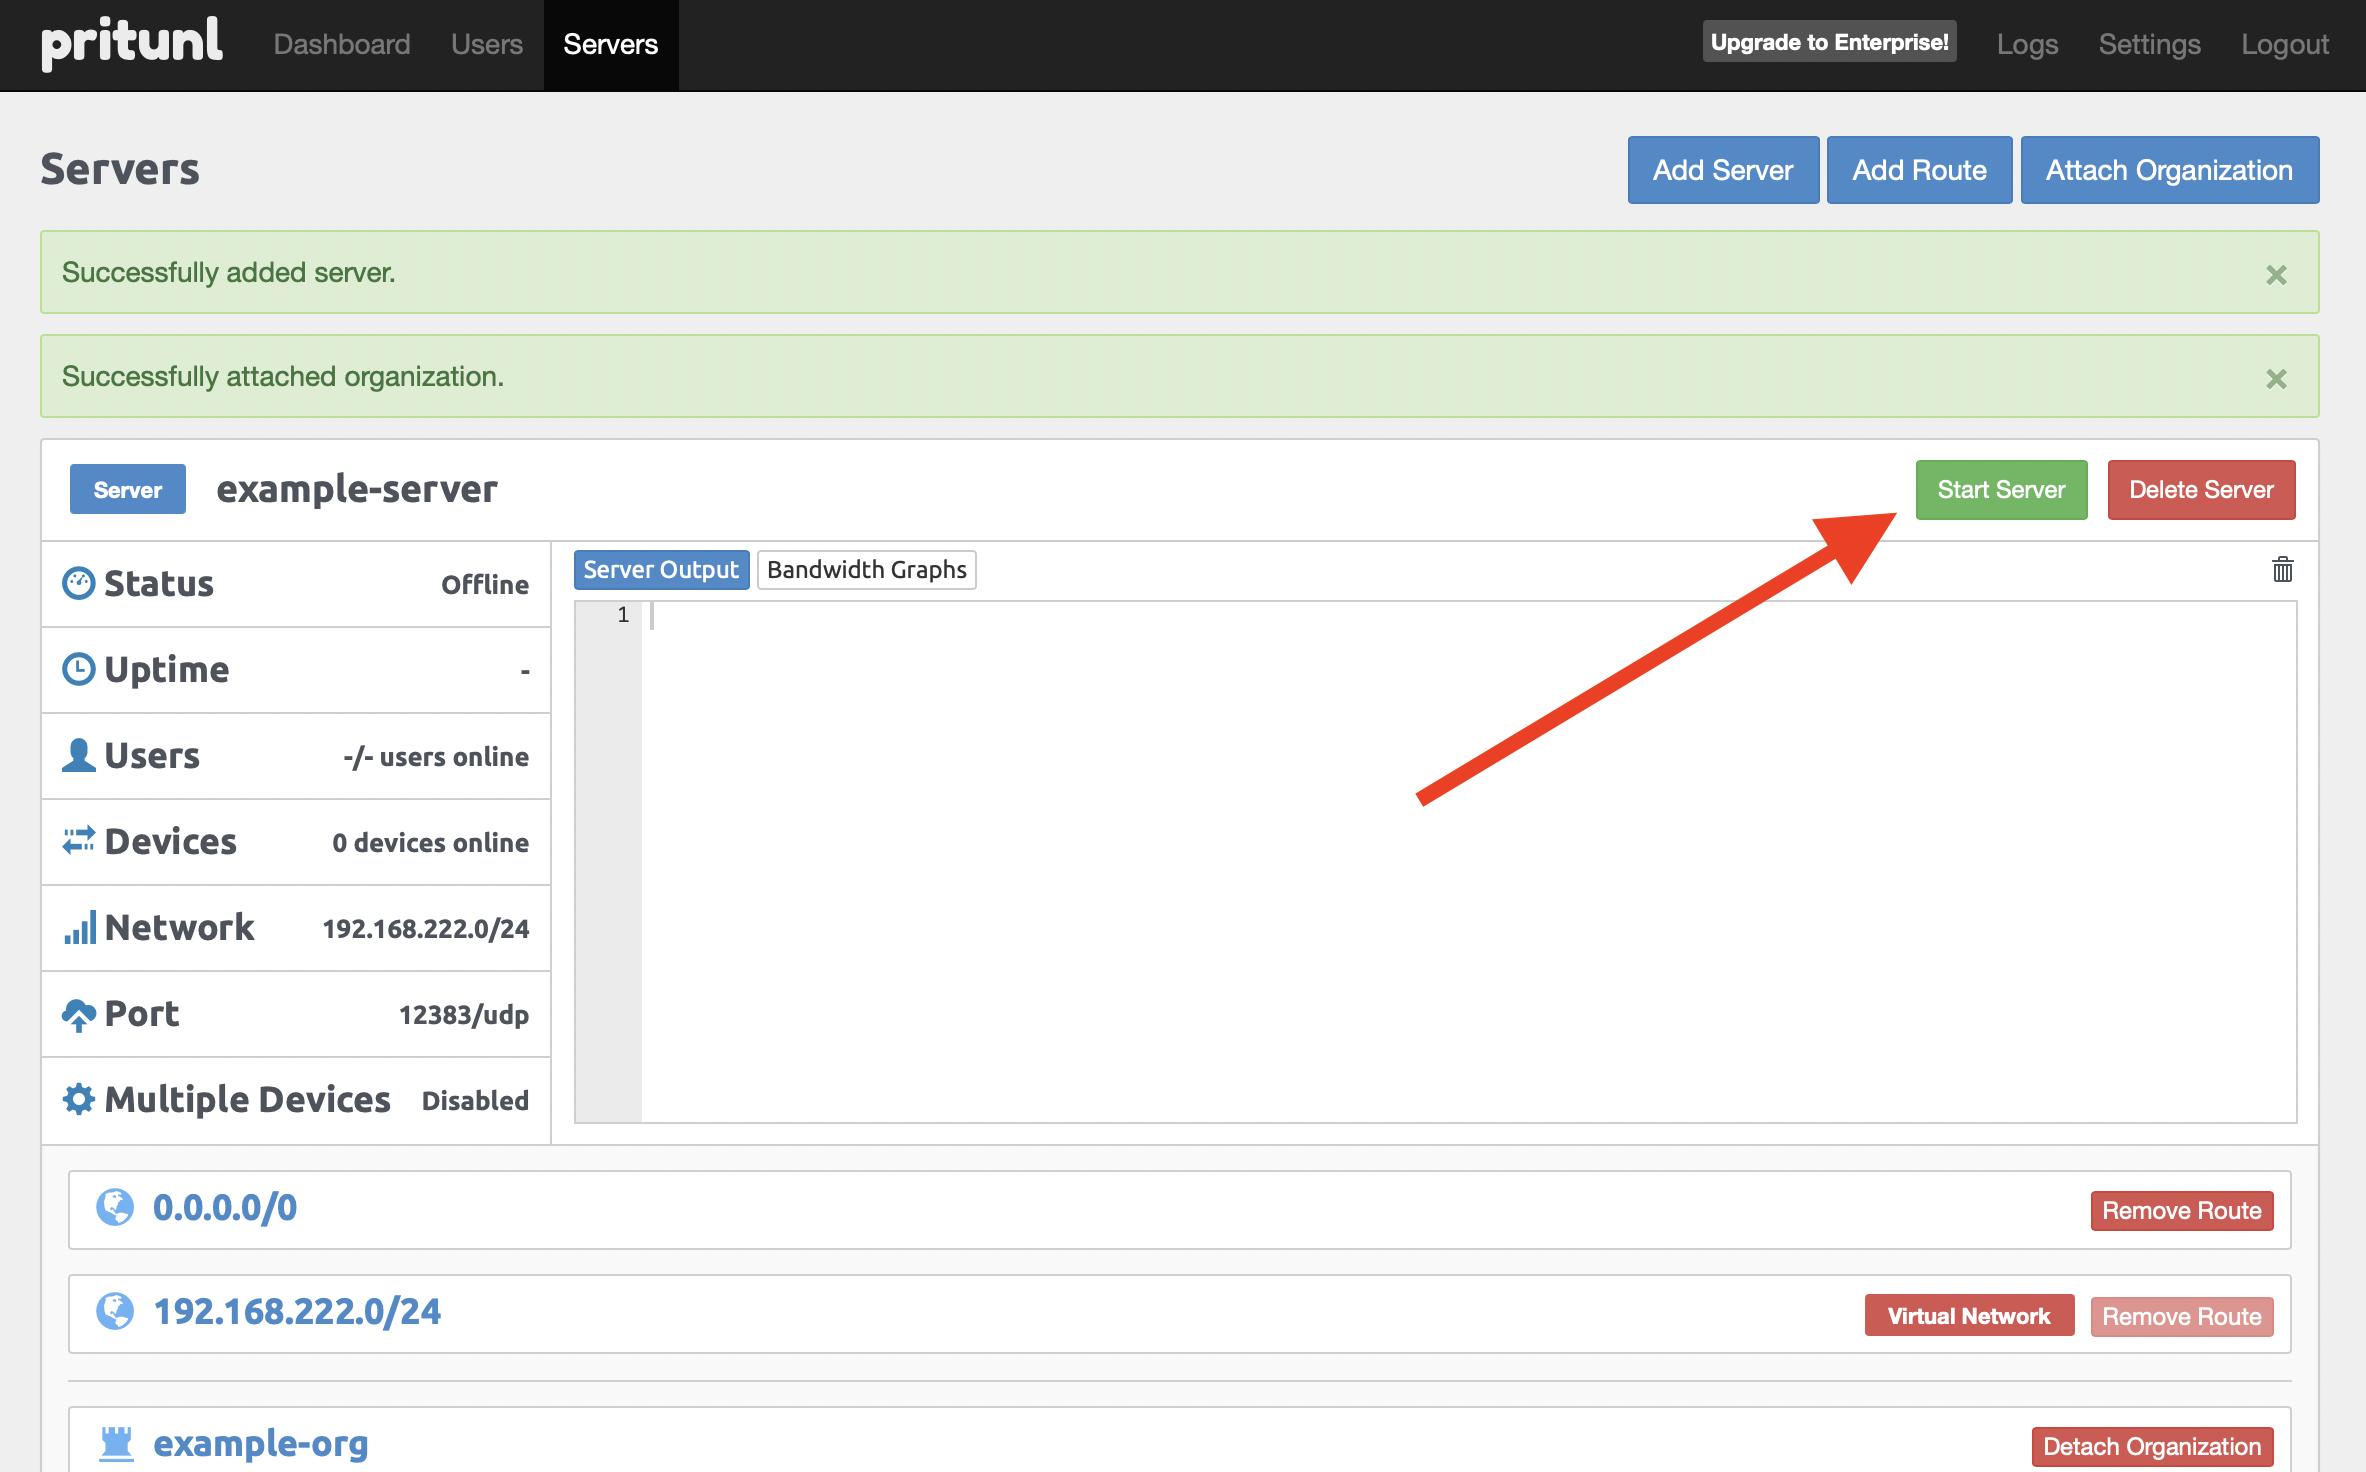 pritunl Dashboard Users Servers Upgrade to Enterprise! Logs Settings Logout
Servers Add Server Add Route Attach Organization
Successfully added server. ×
Successfully attached organization. ×
Server example-server Start Server Delete Server
Server Output Bandwidth Graphs
1
Status Offline
Uptime -
Users -/- users online
Devices 0 devices online
Network 192.168.222.0/24
Port 12383/udp
Multiple Devices Disabled
0.0.0.0/0 Remove Route
192.168.222.0/24 Virtual Network Remove Route
example-org Detach Organization